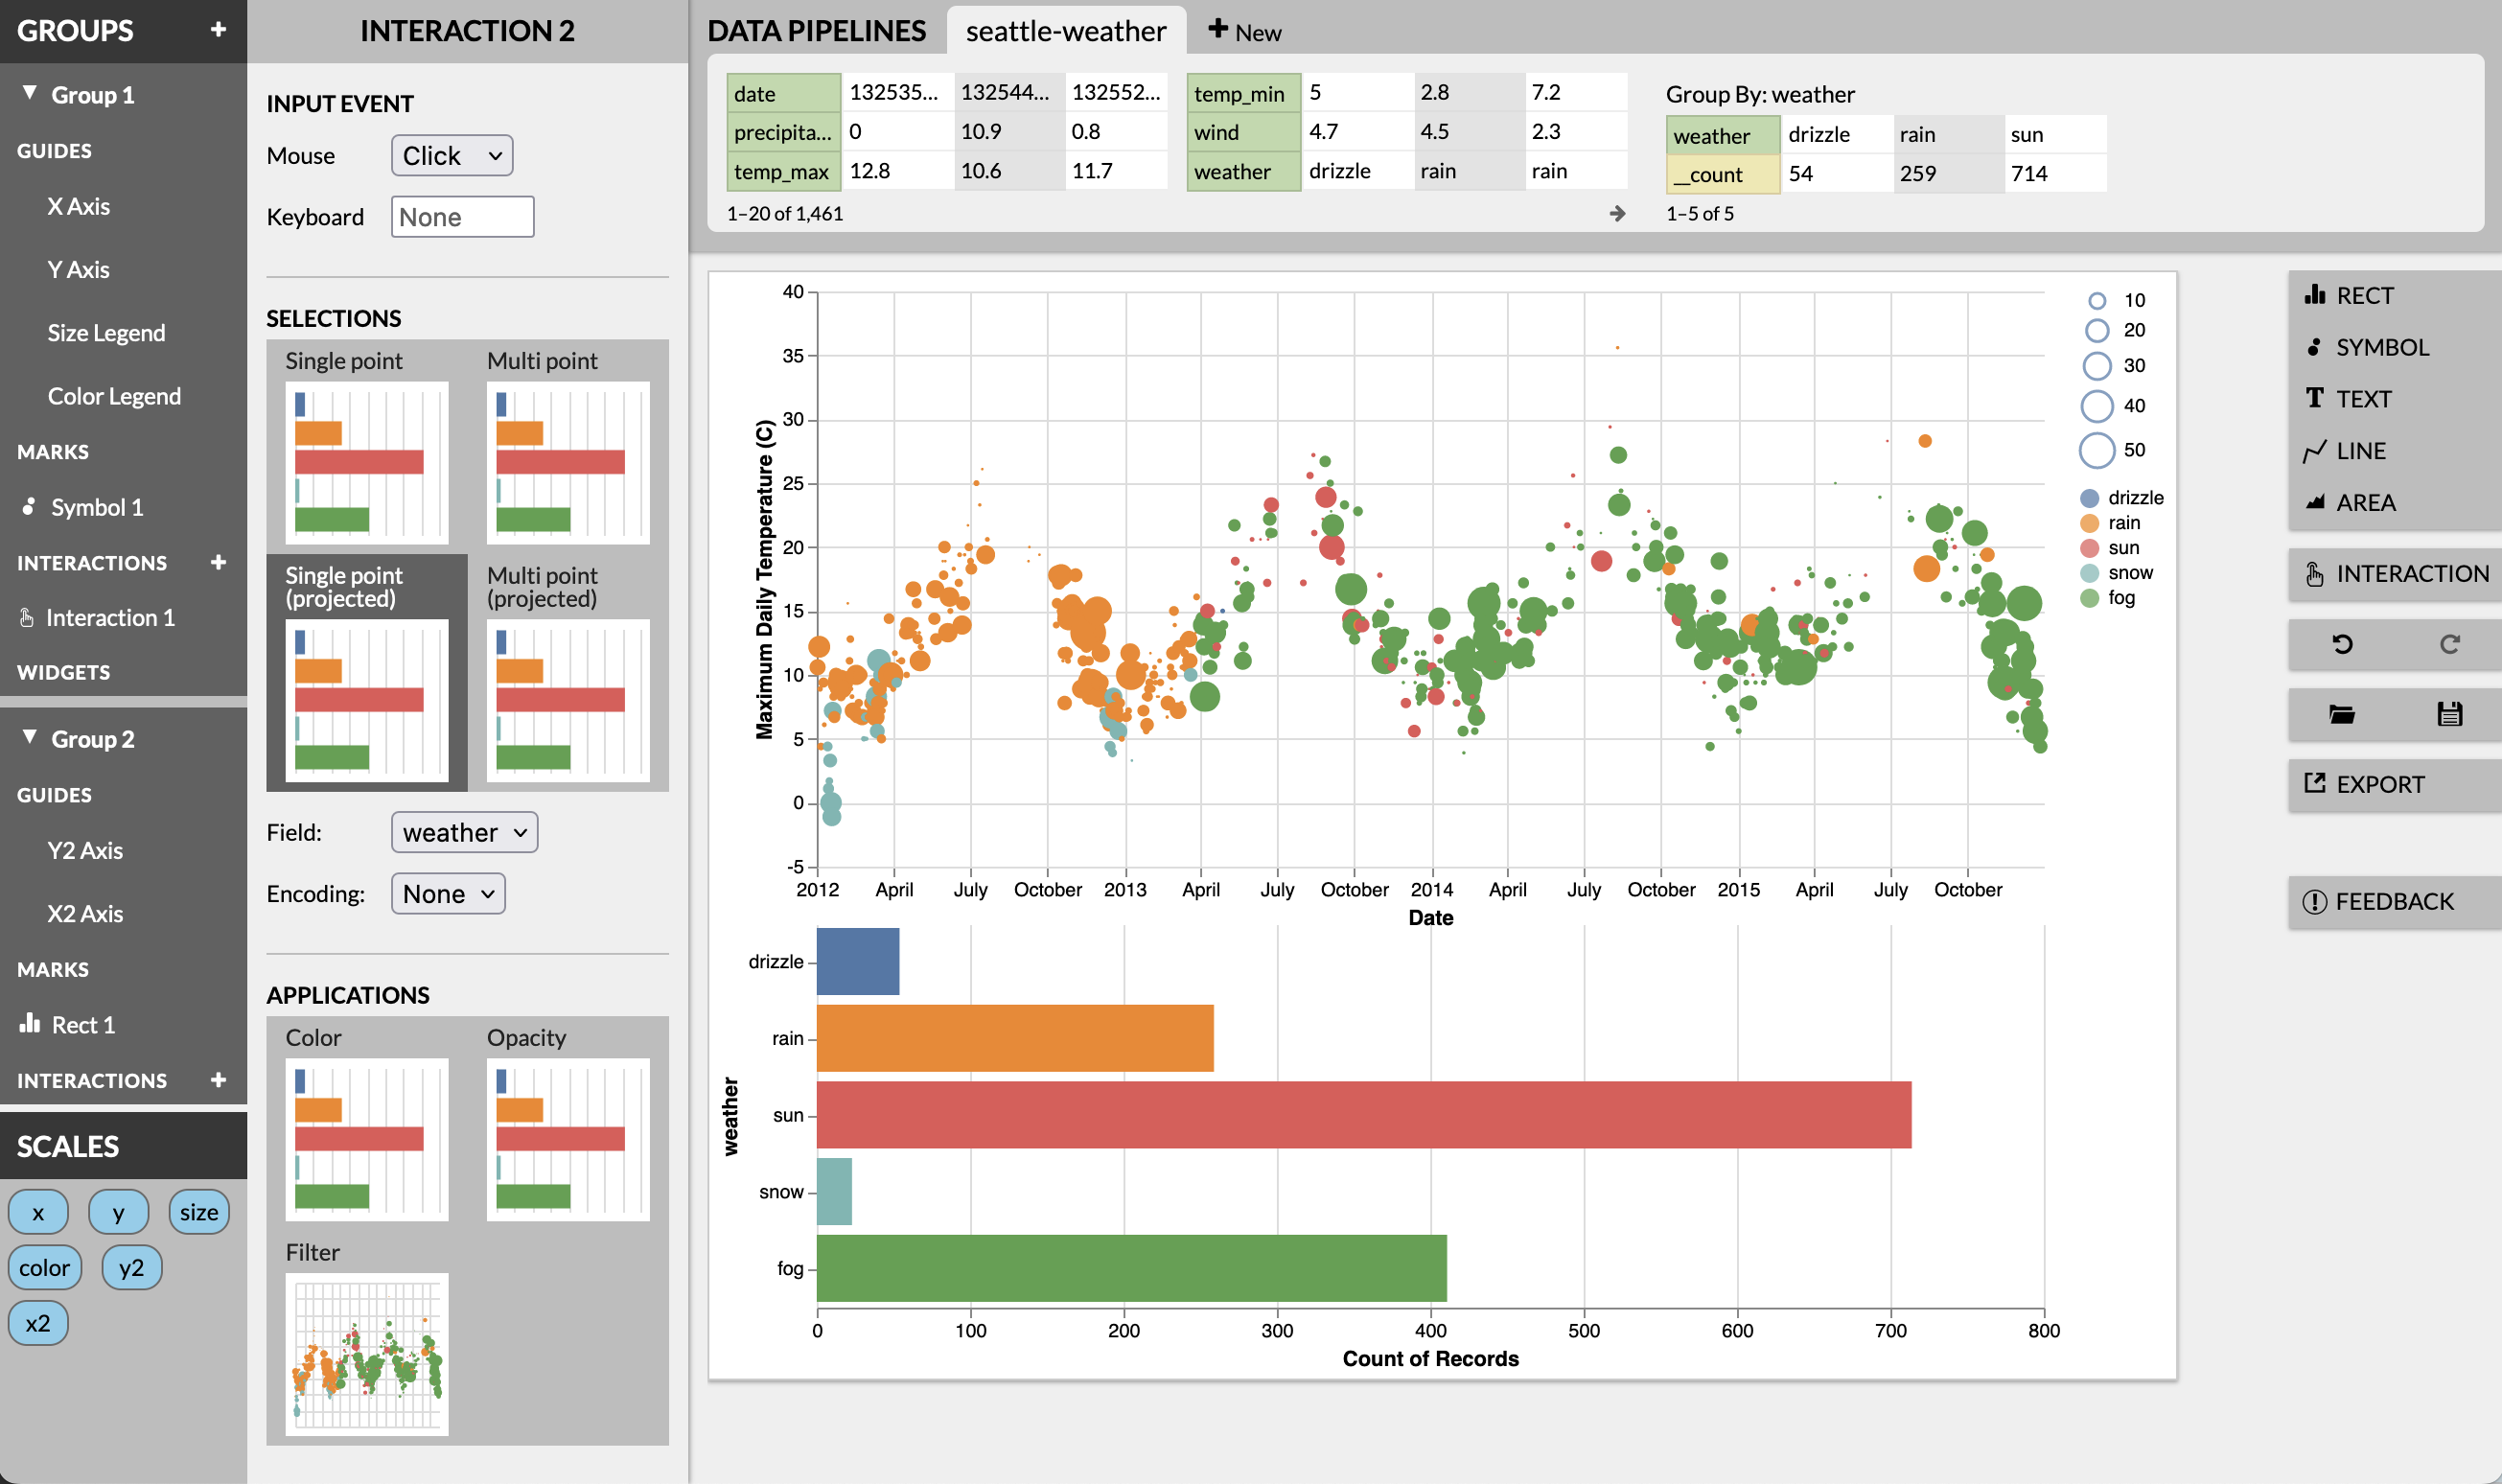 GROUPS +
Group 1
GUIDES
X Axis
Y Axis
Size Legend
Color Legend
MARKS
Symbol 1
INTERACTIONS +
Interaction 1
WIDGETS
Group 2
GUIDES
Y2 Axis
X2 Axis
MARKS
Rect 1
INTERACTIONS +
SCALES
x y size
color y2
x2
INTERACTION 2
INPUT EVENT
Mouse Click
Keyboard None
SELECTIONS
Single point Multi point
Single point (projected) Multi point (projected)
Field: weather
Encoding: None
APPLICATIONS
Color Opacity
Filter
DATA PIPELINES seattle-weather + New
date 132535... 132544... 132552...
precipita... 0 10.9 0.8
temp_max 12.8 10.6 11.7
1–20 of 1,461
temp_min 5 2.8 7.2
wind 4.7 4.5 2.3
weather drizzle rain rain
Group By: weather
weather drizzle rain sun
__count 54 259 714
1–5 of 5
40
35
30
25
20
15
10
5
0
-5
Maximum Daily Temperature (C)
2012 April July October 2013 April July October 2014 April July October 2015 April July October
Date
10
20
30
40
50
drizzle
rain
sun
snow
fog
weather
drizzle
rain
sun
snow
fog
0 100 200 300 400 500 600 700 800
Count of Records
RECT
SYMBOL
T TEXT
LINE
AREA
INTERACTION
EXPORT
FEEDBACK